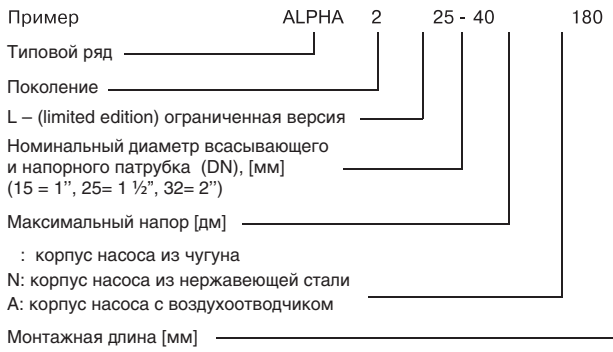 Пример ALPHA 2 25 - 40 180
Типовой ряд
Поколение
L – (limited edition) ограниченная версия
Номинальный диаметр всасывающего
и напорного патрубка (DN), [мм]
(15 = 1’’, 25= 1 ½”, 32= 2’’)
Максимальный напор [дм]
: корпус насоса из чугуна
N: корпус насоса из нержавеющей стали
A: корпус насоса с воздухоотводчиком
Монтажная длина [мм]